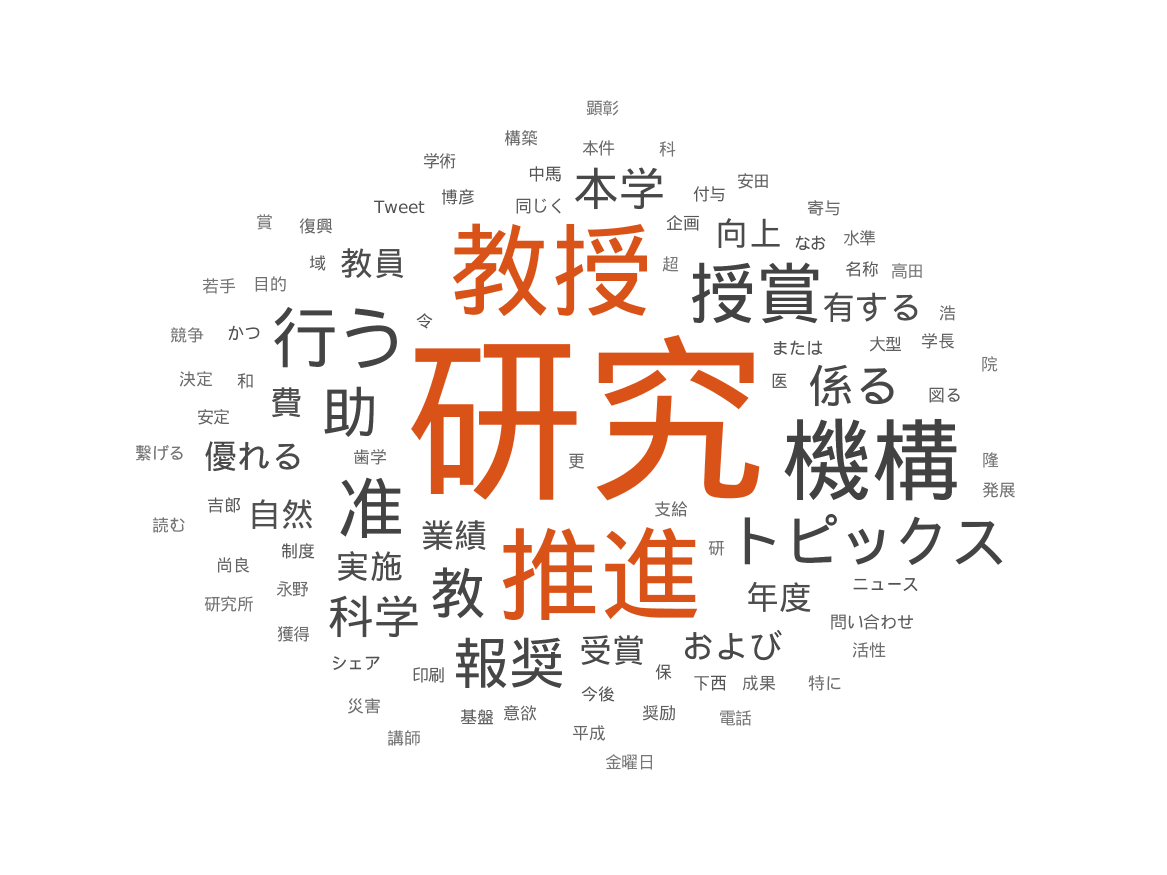 顕彰
構築
本件
科
学術
中馬
本学
安田
博彦
付与
Tweet
同じく
寄与
賞
復興
企画
向上
なお
水準
域
教員
教授
超
名称
高田
若手
目的
授賞
有する
浩
令
競争
かつ
行う
または
大型
学長
院
決定
和
研究
医
係る
図る
費
助
安定
繋げる
優れる
歯学
更
機構
隆
発展
吉郎
自然
准
支給
読む
業績
トピックス
制度
研
尚良
実施
推進
ニュース
永野
教
年度
研究所
科学
問い合わせ
獲得
報奨
受賞
および
活性
シェア
印刷
保
下西
成果
特に
今後
災害
基盤
意欲
奨励
電話
平成
講師
金曜日